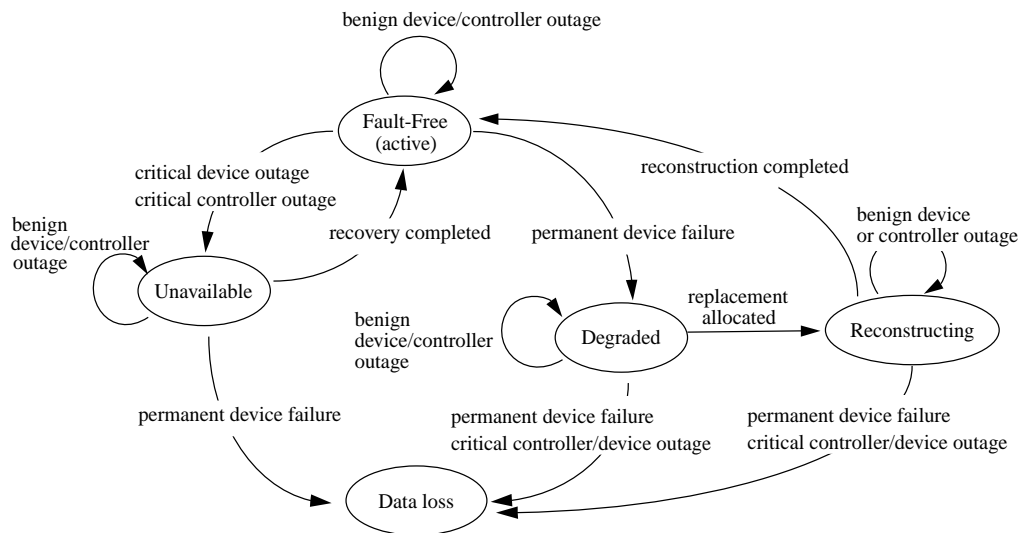 benign device/controller outage
Fault-Free
(active)
critical device outage
critical controller outage
reconstruction completed
benign
device/controller
outage
recovery completed
permanent device failure
benign device
or controller outage
Unavailable
replacement
allocated
benign
device/controller
outage
Degraded
Reconstructing
permanent device failure
permanent device failure
critical controller/device outage
permanent device failure
critical controller/device outage
Data loss